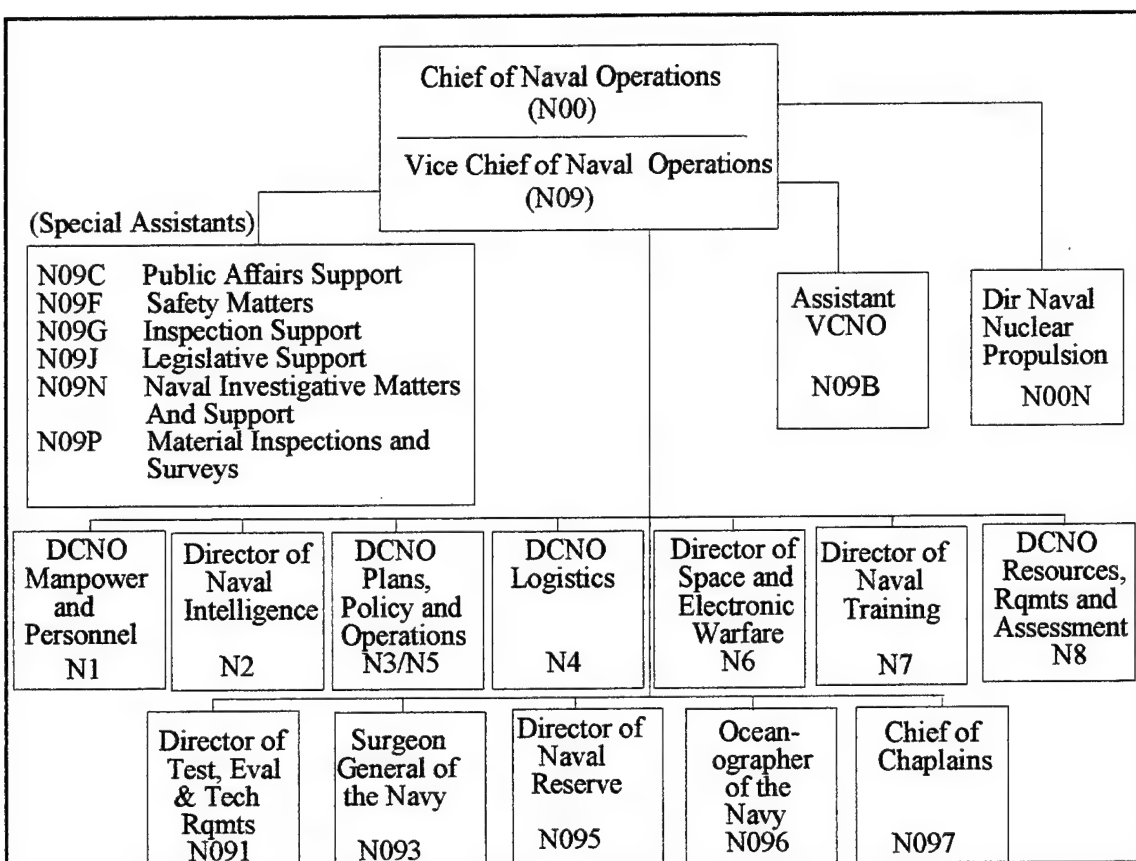 Chief of Naval Operations
(N00)
Vice Chief of Naval Operations
(N09)
(Special Assistants)
N09C Public Affairs Support
N09F Safety Matters
N09G Inspection Support
N09J Legislative Support
N09N Naval Investigative Matters
And Support
N09P Material Inspections and
Surveys
Assistant
VCNO
N09B
Dir Naval
Nuclear
Propulsion
N00N
DCNO
Manpower
and
Personnel
N1
Director of
Naval
Intelligence
N2
DCNO
Plans,
Policy and
Operations
N3/N5
DCNO
Logistics
N4
Director of
Space and
Electronic
Warfare
N6
Director of
Naval
Training
N7
DCNO
Resources,
Rqmts and
Assessment
N8
Director of
Test, Eval
& Tech
Rqmts
N091
Surgeon
General of
the Navy
N093
Director of
Naval
Reserve
N095
Ocean-
ographer
of the
Navy
N096
Chief of
Chaplains
N097